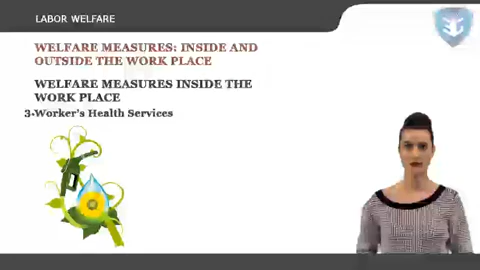 LABOR WELFARE
WELFARE MEASURES: INSIDE AND
OUTSIDE THE WORK PLACE
WELFARE MEASURES INSIDE THE
WORK PLACE
3-Worker's Health Services